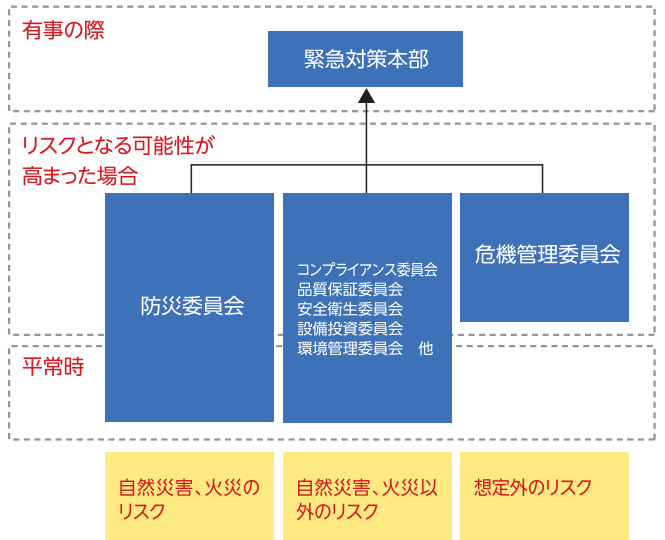 有事の際
緊急対策本部
リスクとなる可能性が
高まった場合
防災委員会
コンプライアンス委員会
品質保証委員会
安全衛生委員会
設備投資委員会
環境管理委員会　他
危機管理委員会
平常時
自然災害、火災の
リスク
自然災害、火災以
外のリスク
想定外のリスク